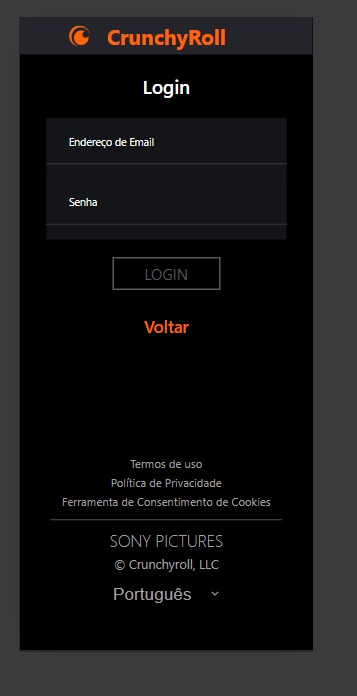 CrunchyRoll
Login
Endereço de Email
Senha
LOGIN
Voltar
Termos de uso
Política de Privacidade
Ferramenta de Consentimento de Cookies
SONY PICTURES
© Crunchyroll, LLC
Português